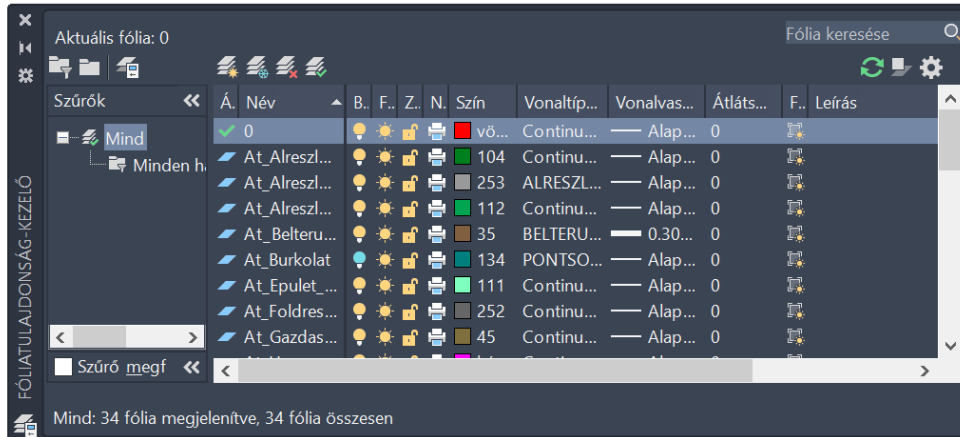 Aktuális fólia: 0
Fólia keresése
Szűrők
Á. Név B.. F.. Z.. N. Szín Vonaltíp... Vonalvas... Átláts... F.. Leírás
Mind
Minden
0 vö... Continu... Alap... 0
At_Alreszl... 104 Continu... Alap... 0
At_Alreszl... 253 ALRESZL... Alap... 0
At_Alreszl... 112 Continu... Alap... 0
At_Belteru... 35 BELTERU... 0.30... 0
At_Burkolat 134 PONTSO... Alap... 0
At_Epulet_... 111 Continu... Alap... 0
At_Foldres... 252 Continu... Alap... 0
At_Gazdas... 45 Continu... Alap... 0
Szűrő megf
Mind: 34 fólia megjelenítve, 34 fólia összesen
FÓLIATULAJDONSÁG-KEZELŐ